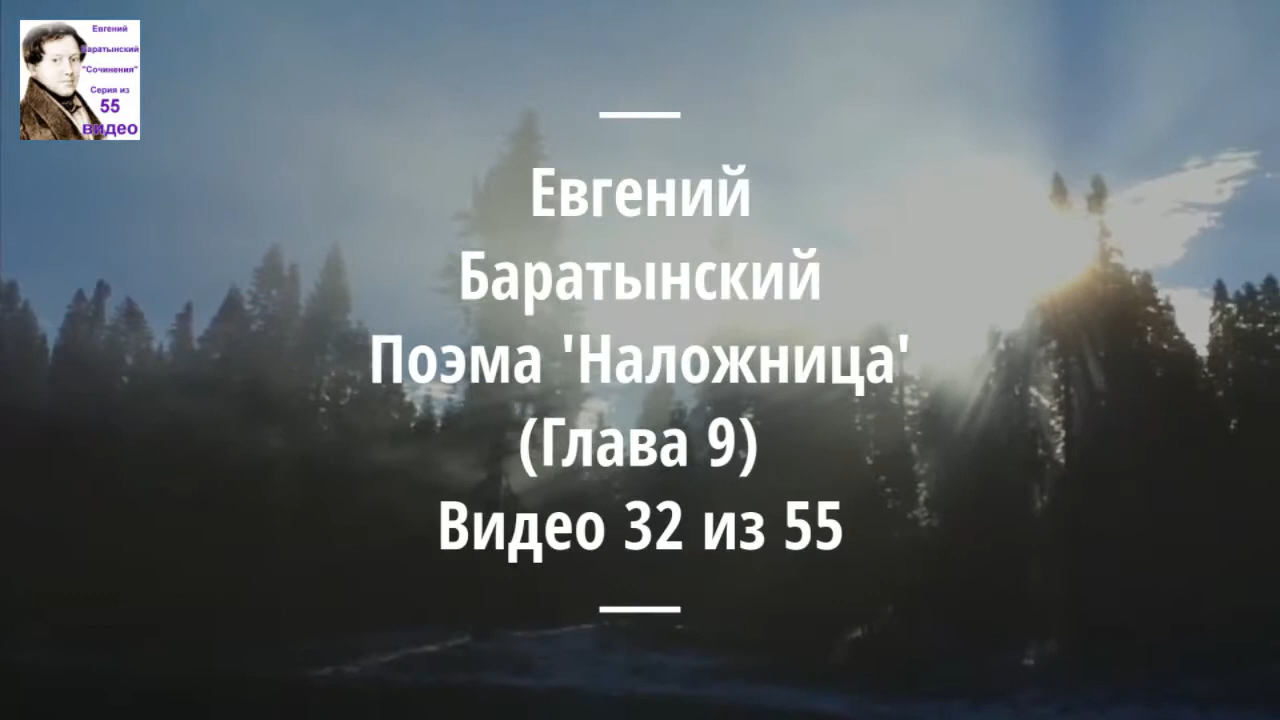 Евгений
Баратынский
"Сочинения"
Серия из
55
видео
Евгений
Баратынский
Поэма 'Наложница'
(Глава 9)
Видео 32 из 55